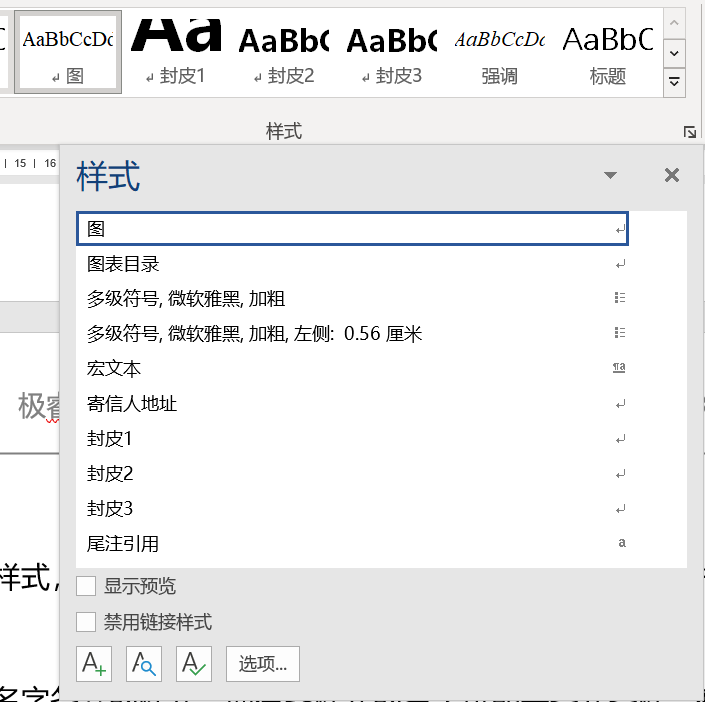 AaBbCcDc AaBbC AaBbC AaBbCcDc AaBbC
↵ 图 ↵ 封皮1 ↵ 封皮2 ↵ 封皮3 强调 标题
样式
15 16
样式
图
图表目录
多级符号, 微软雅黑, 加粗
多级符号, 微软雅黑, 加粗, 左侧: 0.56 厘米
宏文本 ¶a
寄信人地址
极睿
封皮1
封皮2
封皮3
尾注引用 a
样式,
显示预览
禁用链接样式
选项...